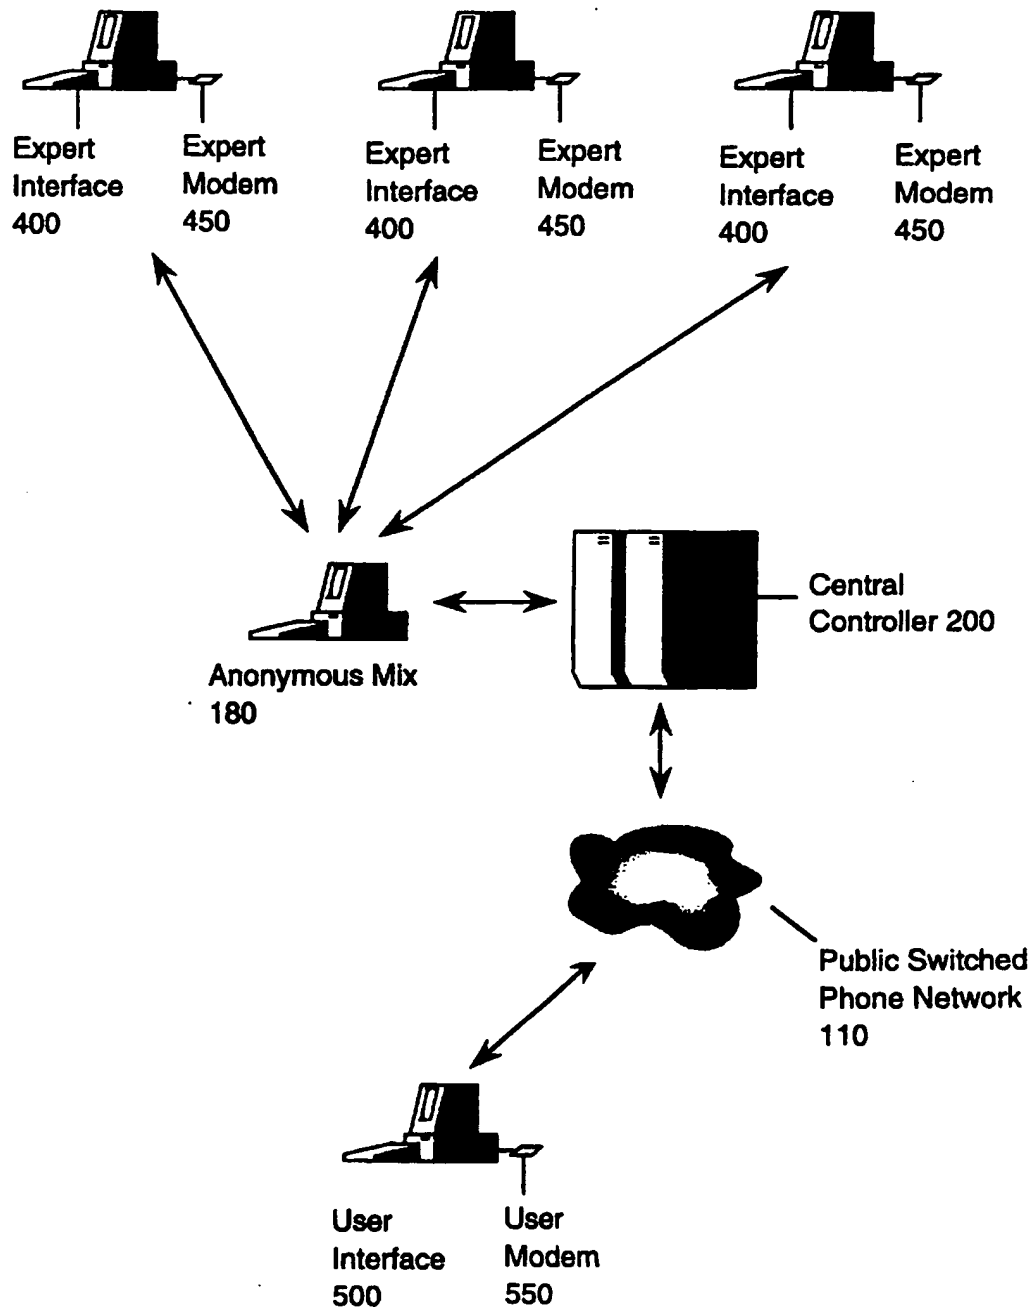 Expert
Interface
400
Expert
Modem
450
Expert
Interface
400
Expert
Modem
450
Expert
Interface
400
Expert
Modem
450
Central
Controller 200
Anonymous Mix
180
Public Switched
Phone Network
110
User
Interface
500
User
Modem
550